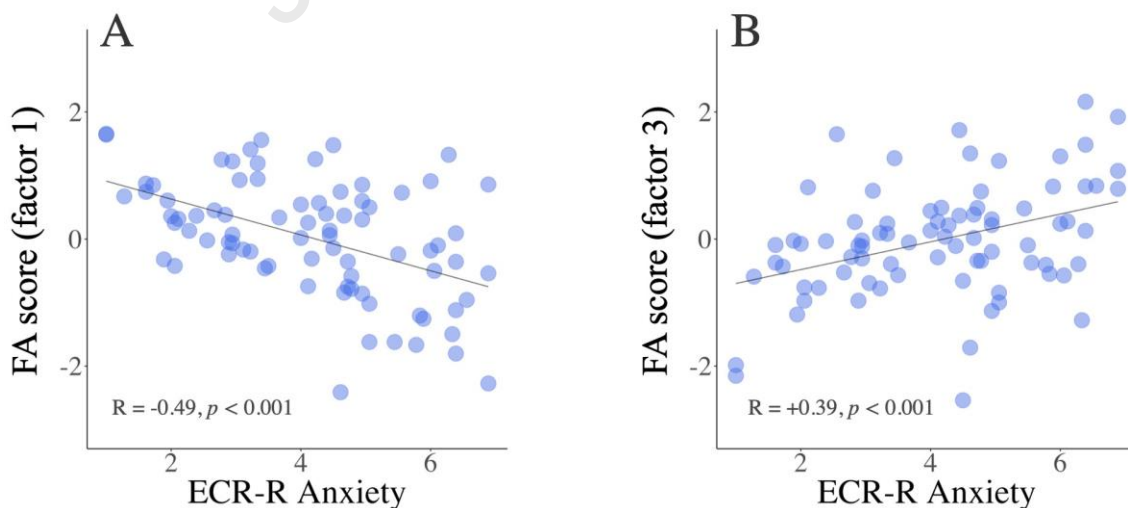 A
FA score (factor 1)
2
0
-2
R = -0.49, p < 0.001
2 4 6
ECR-R Anxiety
B
FA score (factor 3)
2
0
-2
R = +0.39, p < 0.001
2 4 6
ECR-R Anxiety